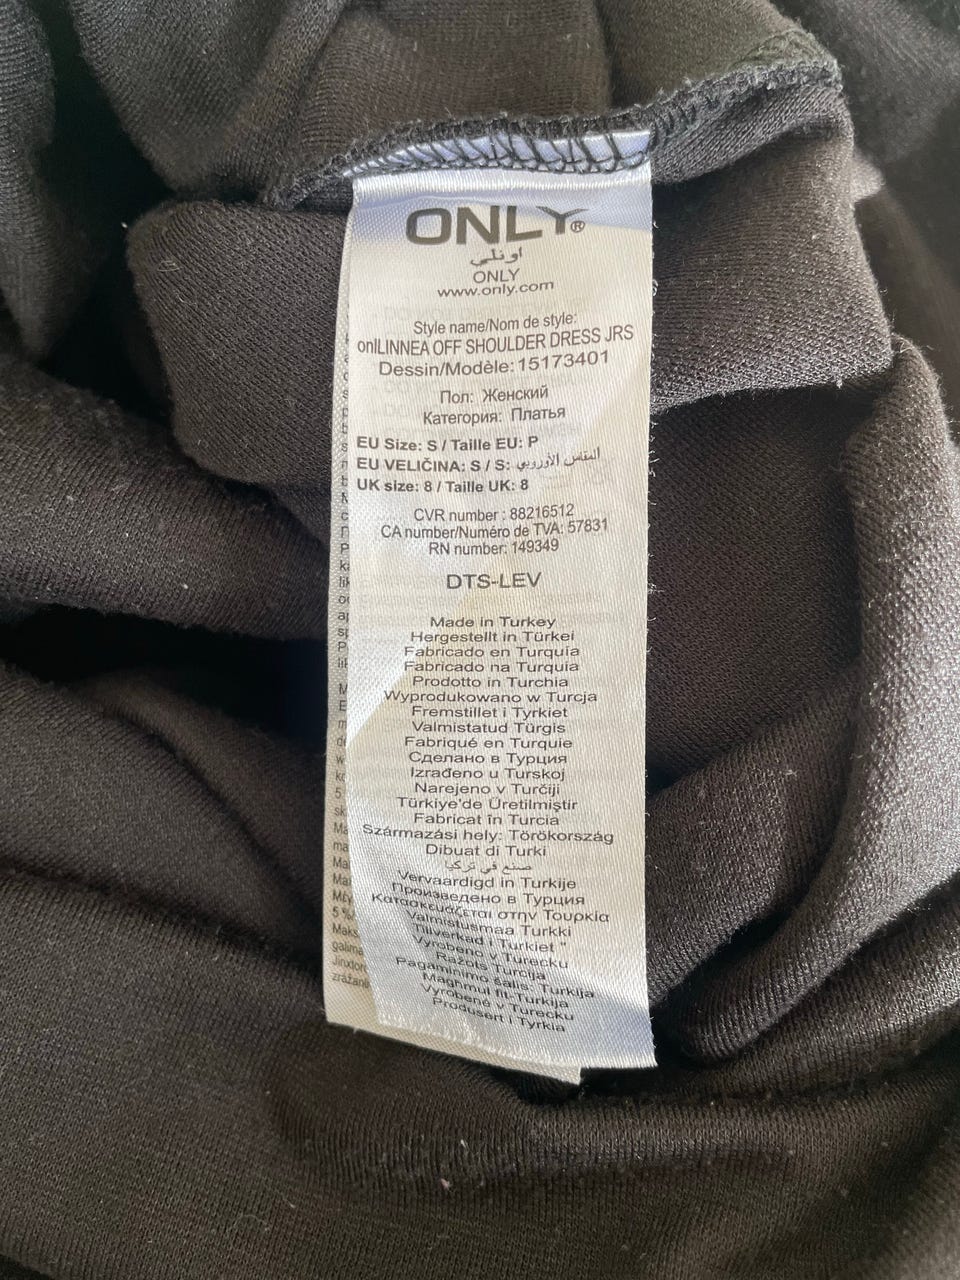 ONLY®
اونلي
ONLY
www.only.com
Style name/Nom de style:
onlLINNEA OFF SHOULDER DRESS JRS
Dessin/Modèle: 15173401
Пол: Женский
Категория: Платья
EU Size: S / Taille EU: P
EU VELIČINA: S / S: المقاس الأوروبي
UK size: 8 / Taille UK: 8
CVR number : 88216512
CA number/Numéro de TVA: 57831
RN number: 149349
DTS-LEV
Made in Turkey
Hergestellt in Türkei
Fabricado en Turquía
Fabricado na Turquia
Prodotto in Turchia
Wyprodukowano w Turcja
Fremstillet i Tyrkiet
Valmistatud Türgis
Fabriqué en Turquie
Сделано в Турция
Izrađeno u Turskoj
Narejeno v Turčiji
Türkiye'de Üretilmiştir
Fabricat în Turcia
Származási hely: Törökország
Dibuat di Turki
صنع في تركيا
Vervaardigd in Turkije
Произведено в Турция
Κατασκευάζεται στην Τουρκία
Valmistusmaa Turkki
Tillverkad i Turkiet "
Vyrobeno v Turecku
Ražots Turcija
Pagaminimo šalis: Turkija
Maghmul fit-Turkija
Vyrobené v Turecku
Produsert i Tyrkia